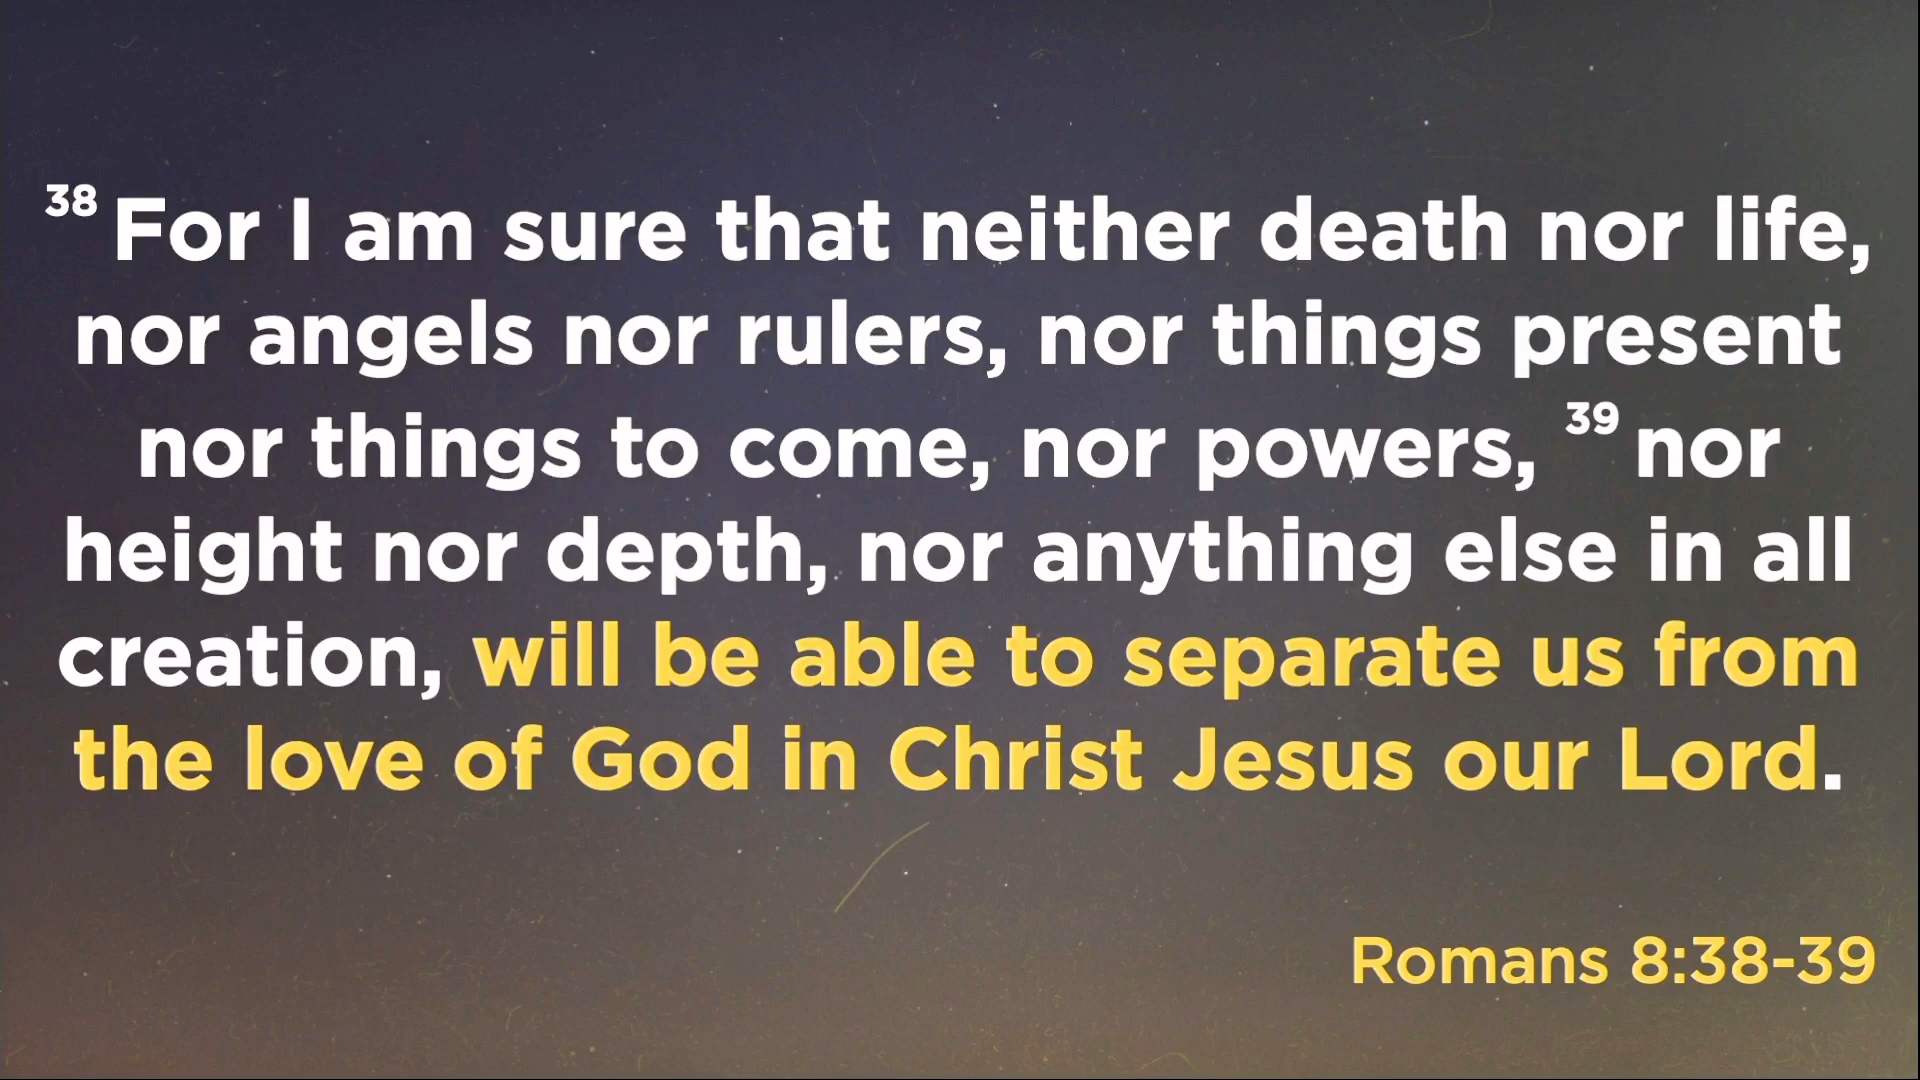 38 For I am sure that neither death nor life,
nor angels nor rulers, nor things present
nor things to come, nor powers, 39 nor
height nor depth, nor anything else in all
creation, will be able to separate us from
the love of God in Christ Jesus our Lord.
Romans 8:38-39